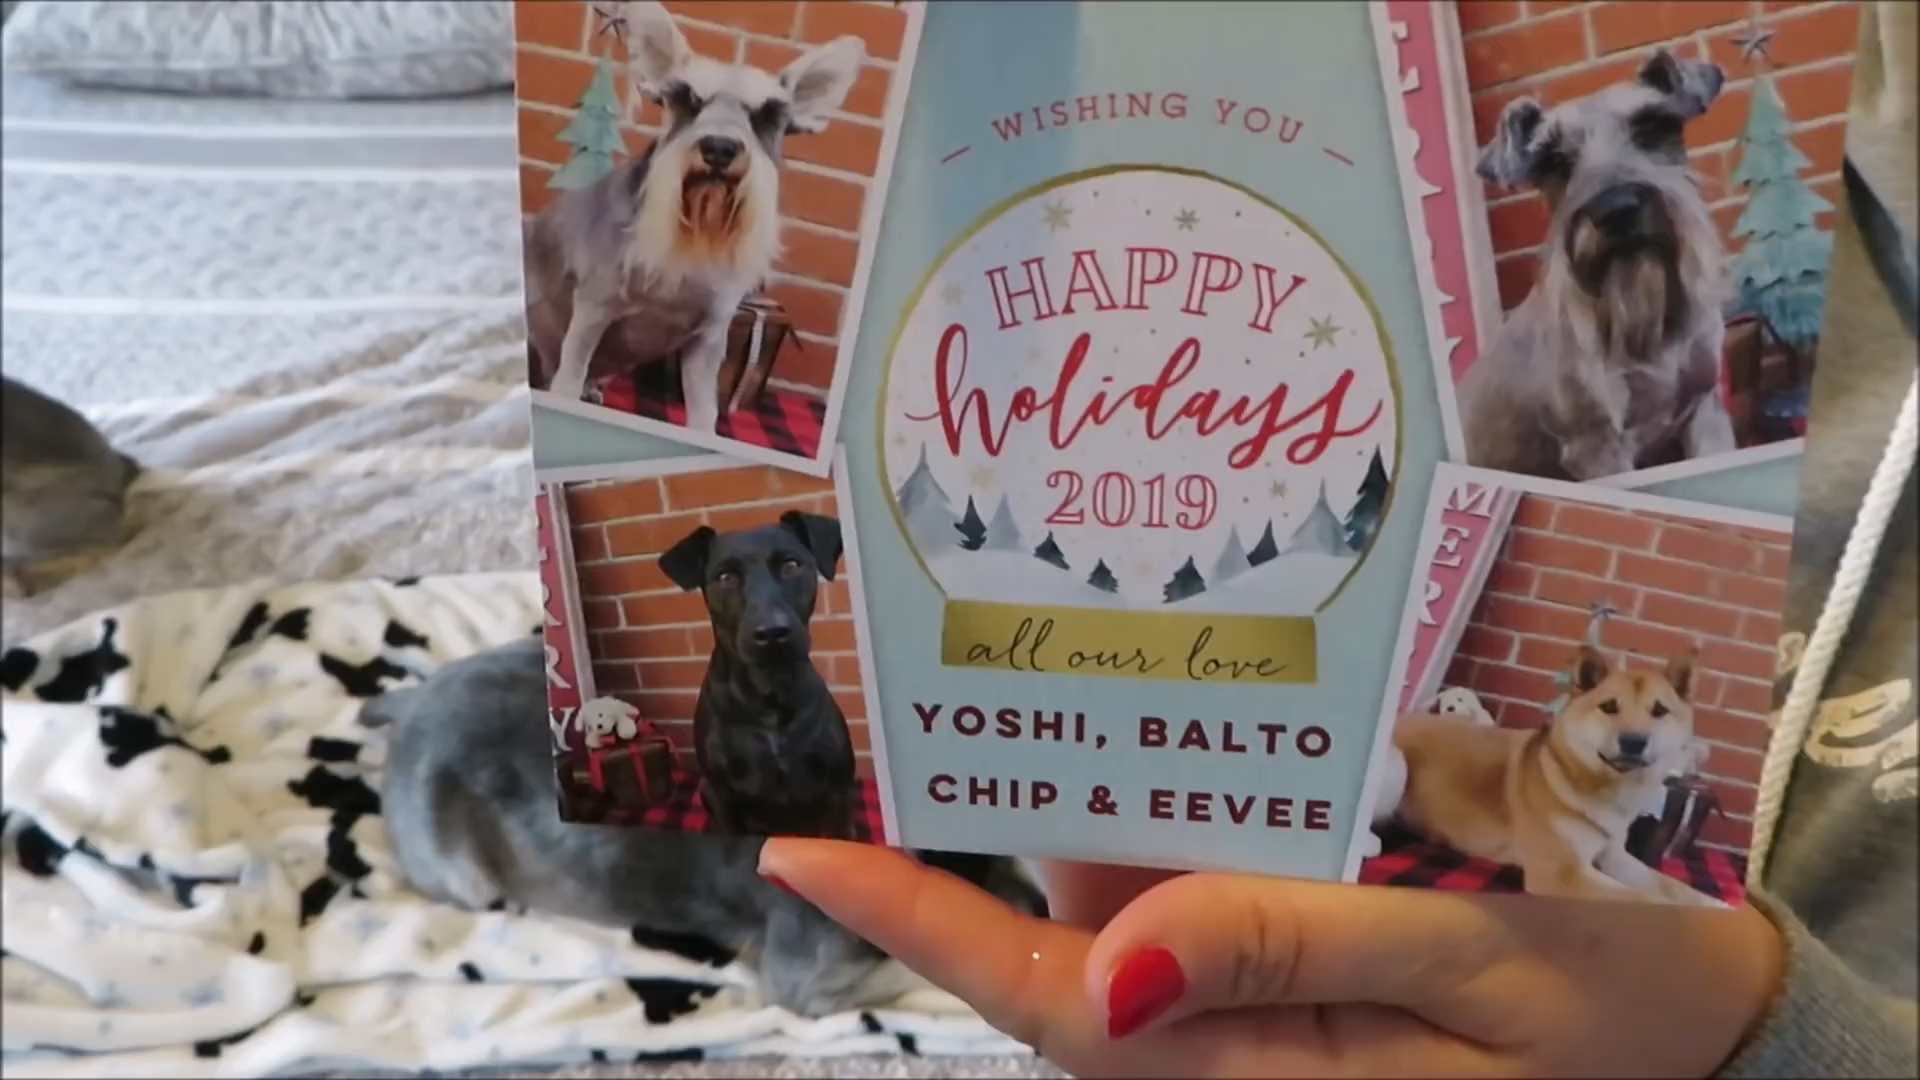 WISHING YOU
HAPPY
holidays
2019
all our love
YOSHI, BALTO
CHIP & EEVEE